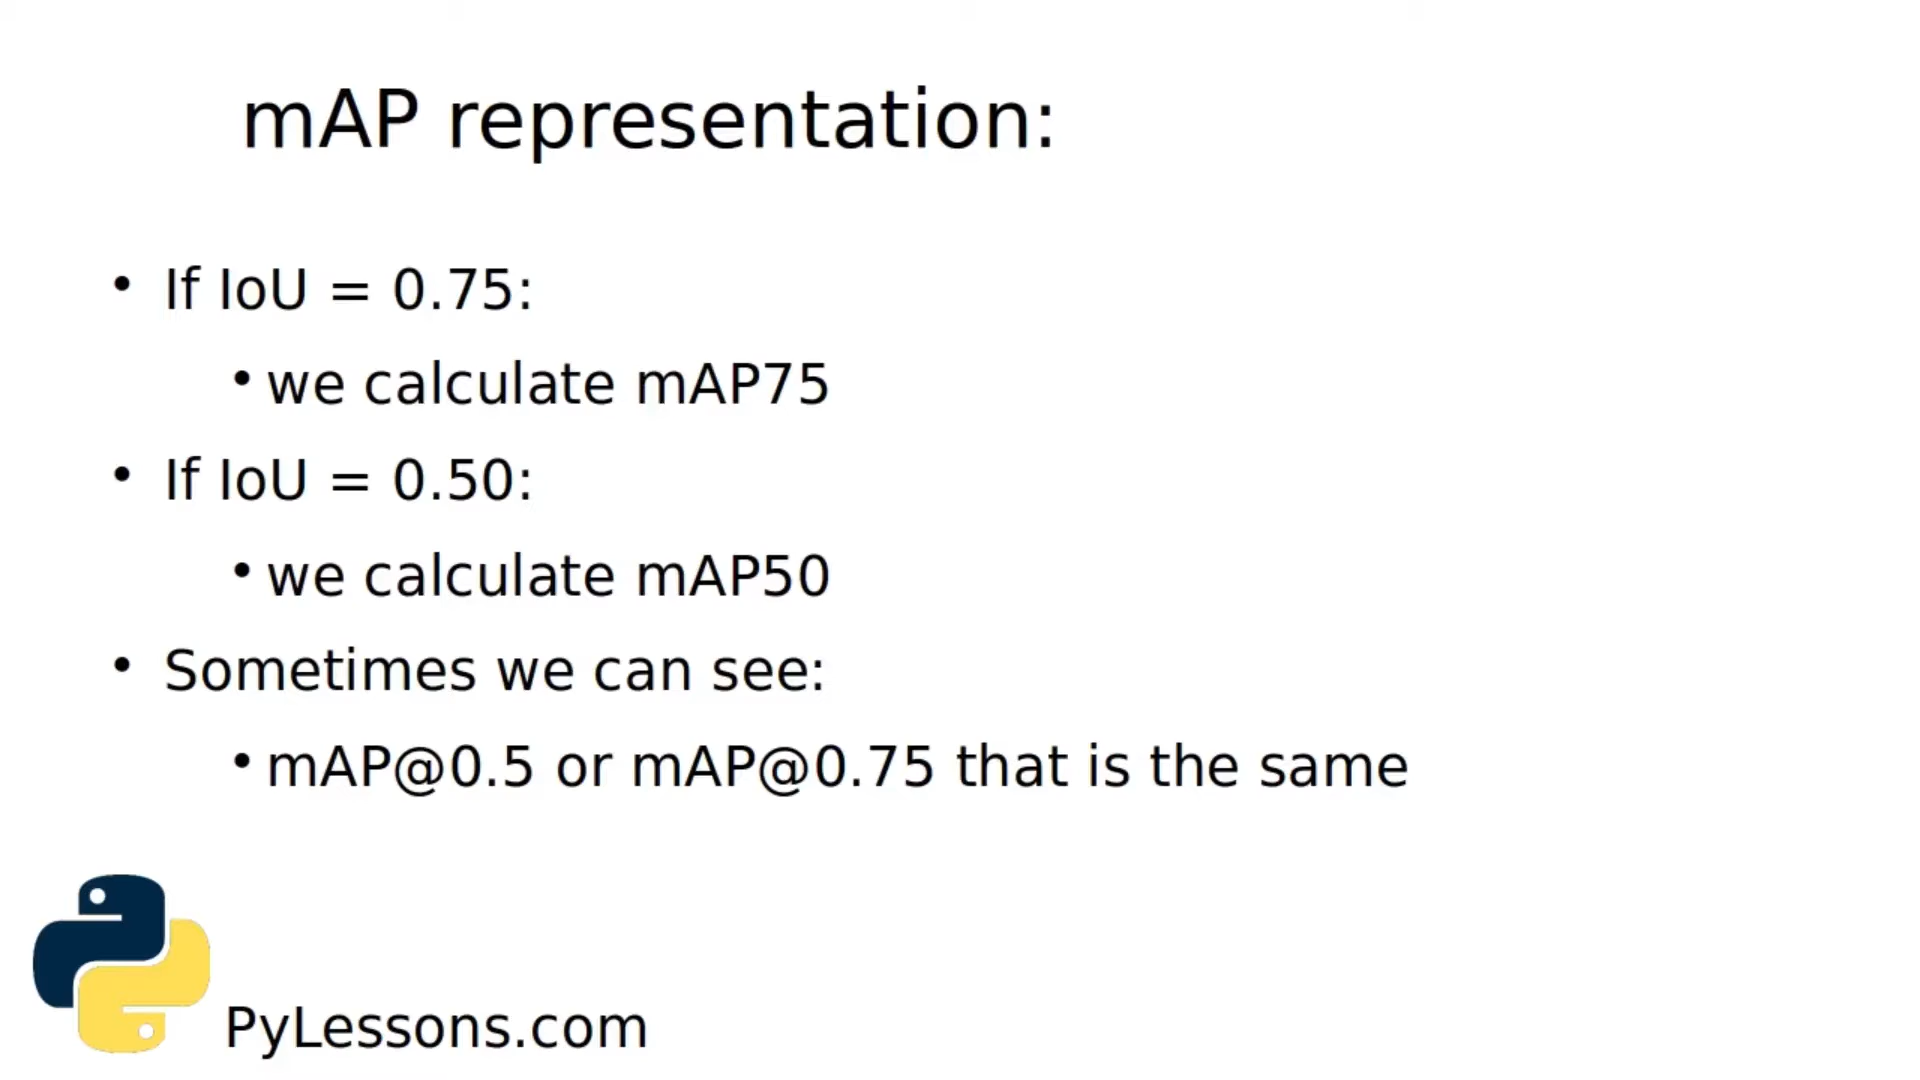 mAP representation:
• If IoU = 0.75:
• we calculate mAP75
• If IoU = 0.50:
• we calculate mAP50
• Sometimes we can see:
• mAP@0.5 or mAP@0.75 that is the same
PyLessons.com